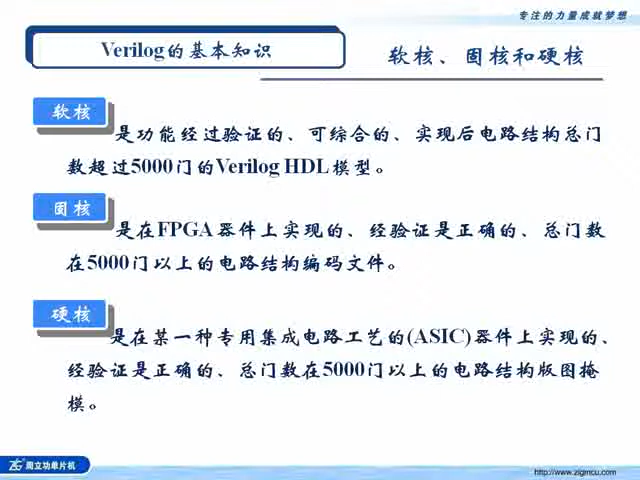 专注的力量成就梦想
Verilog的基本知识
软核、固核和硬核
软核
是功能经过验证的、可综合的、实现后电路结构总门
数超过5000门的Verilog HDL模型。
固核
是在FPGA器件上实现的、经验证是正确的、总门数
在5000门以上的电路结构编码文件。
硬核
是在某一种专用集成电路工艺的(ASIC)器件上实现的、
经验证是正确的、总门数在5000门以上的电路结构版图掩
模。
ZLG 周立功单片机
http://www.zlgmcu.com